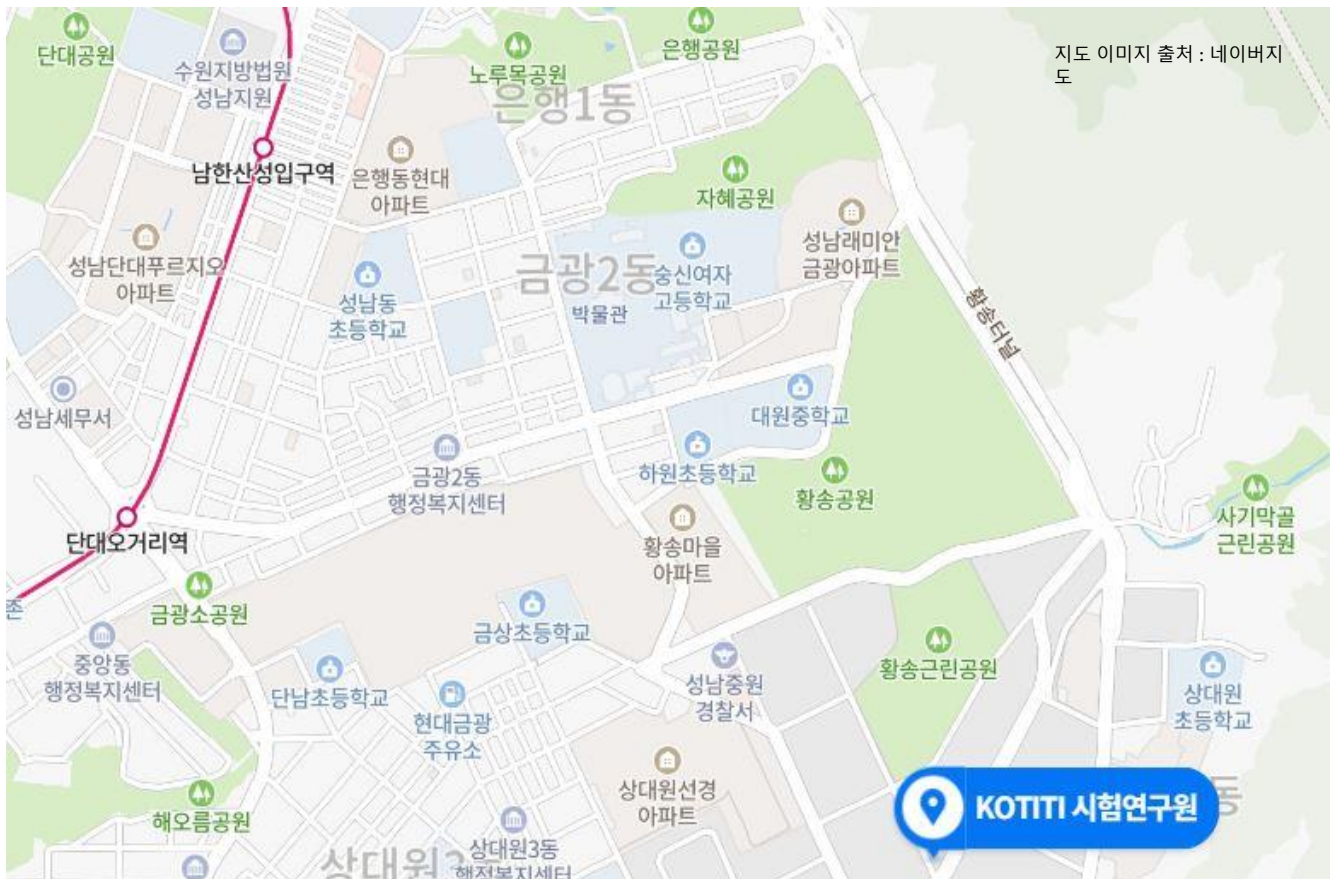 단대공원
수원지방법원
성남지원
노루목공원
은행공원
지도 이미지 출처 : 네이버지
도
은행1동
남한산성입구역
은행동현대
아파트
자혜공원
성남래미안
금광아파트
성남단대푸르지오
아파트
성남동
초등학교
금광2동
숭신여자
고등학교
박물관
황송터널
성남세무서
대원중학교
금광2동
행정복지센터
하원초등학교
황송공원
사기막골
근린공원
단대오거리역
황송마을
아파트
금광소공원
존
금상초등학교
중앙동
행정복지센터
단남초등학교
현대금광
주유소
성남중원
경찰서
황송근린공원
상대원
초등학교
상대원선경
아파트
KOTITI 시험연구원
동
해오름공원
상대원3동
행정복지센터
상대원